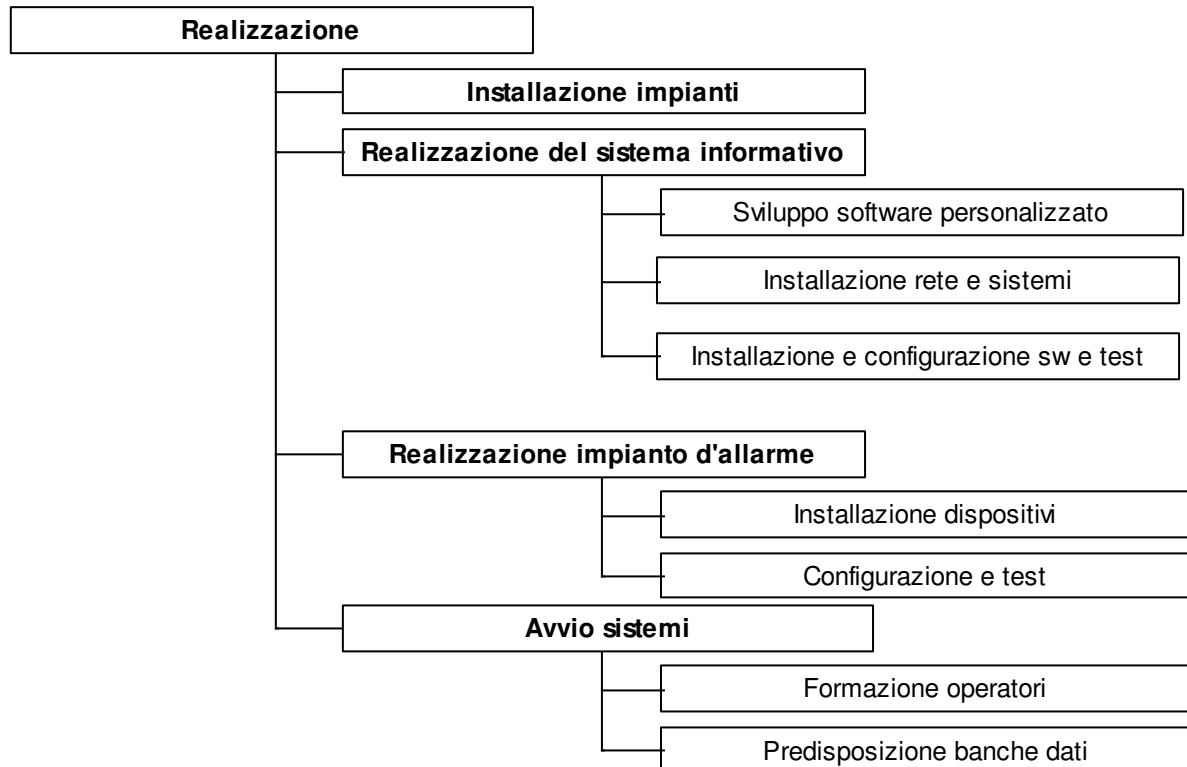 Realizzazione
Installazione impianti
Realizzazione del sistema informativo
Sviluppo software personalizzato
Installazione rete e sistemi
Installazione e configurazione sw e test
Realizzazione impianto d'allarme
Installazione dispositivi
Configurazione e test
Avvio sistemi
Formazione operatori
Predisposizione banche dati